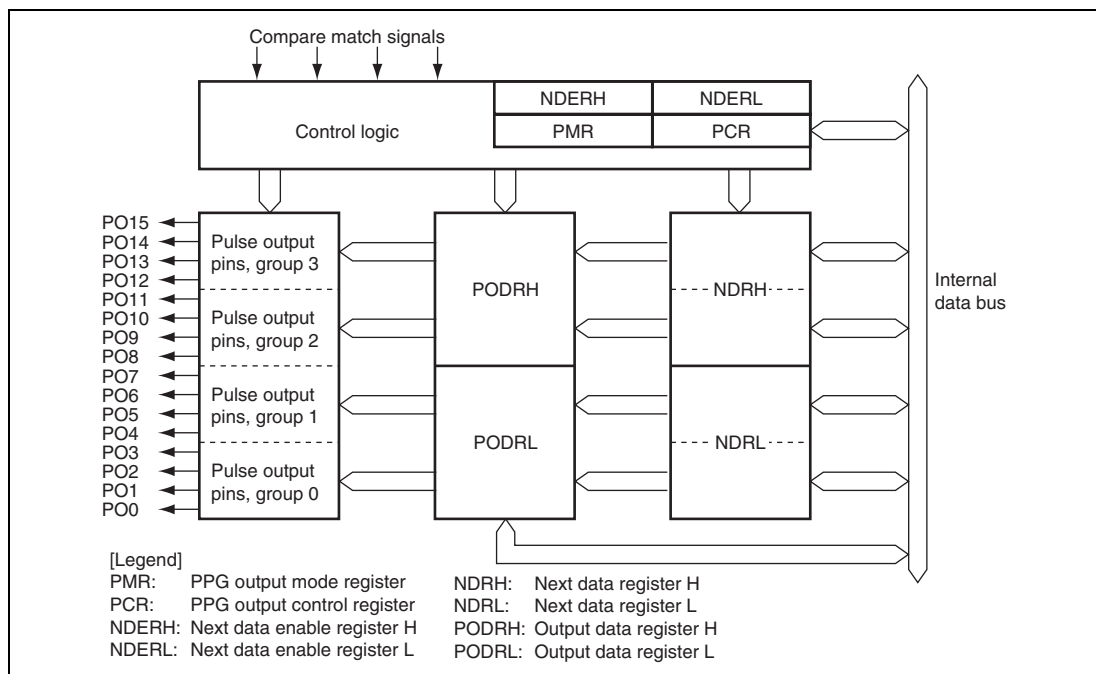 Compare match signals
NDERH
NDERL
Control logic
PMR
PCR
PO15
PO14
PO13
PO12
PO11
PO10
PO9
PO8
PO7
PO6
PO5
PO4
PO3
PO2
PO1
PO0
Pulse output
pins, group 3
Pulse output
pins, group 2
Pulse output
pins, group 1
Pulse output
pins, group 0
PODRH
PODRL
NDRH
NDRL
Internal
data bus
[Legend]
PMR: PPG output mode register
PCR: PPG output control register
NDERH: Next data enable register H
NDERL: Next data enable register L
NDRH: Next data register H
NDRL: Next data register L
PODRH: Output data register H
PODRL: Output data register L